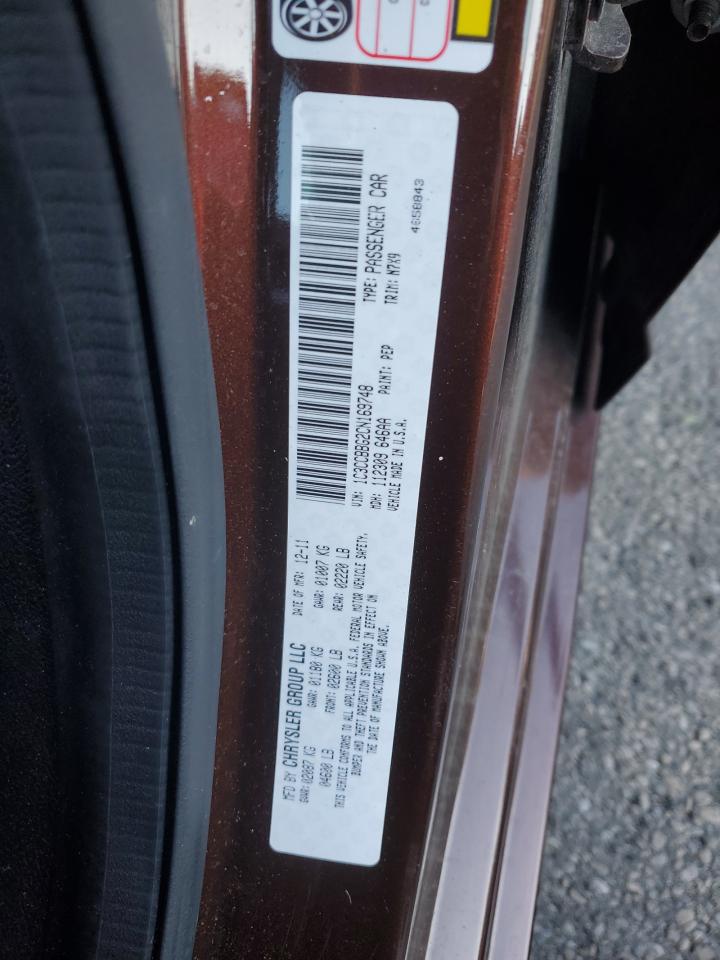 MFD BY CHRYSLER GROUP LLC DATE OF MFR: 12-11
GVWR: 02087 KG GAWR: 01180 KG GAWR: 01007 KG
04600 LB FRONT: 02600 LB REAR: 02220 LB
THIS VEHICLE CONFORMS TO ALL APPLICABLE U.S.A. FEDERAL MOTOR VEHICLE SAFETY,
BUMPER AND THEFT PREVENTION STANDARDS IN EFFECT ON
THE DATE OF MANUFACTURE SHOWN ABOVE.
VIN: 1C3CCBBG2CN169748 TYPE: PASSENGER CAR
MDH: 112309 646AA PAINT: PEP TRIM: N7X9
VEHICLE MADE IN U.S.A.
4658843